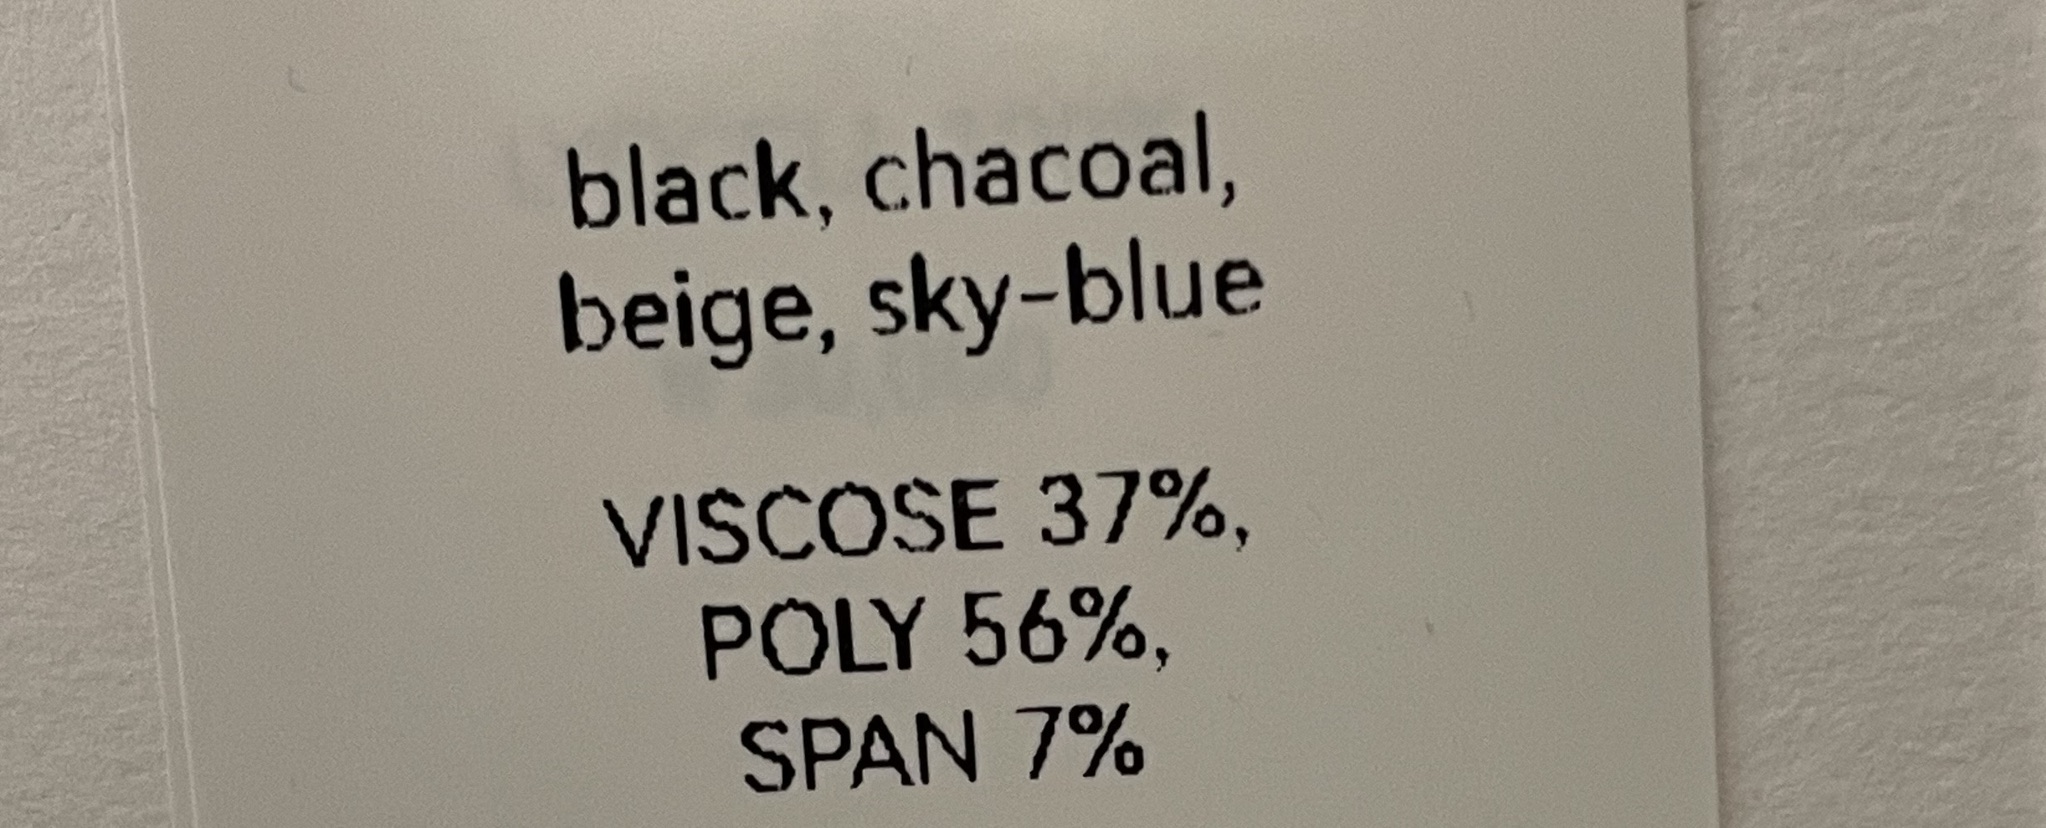 black, chacoal,
beige, sky-blue
VISCOSE 37%,
POLY 56%,
SPAN 7%